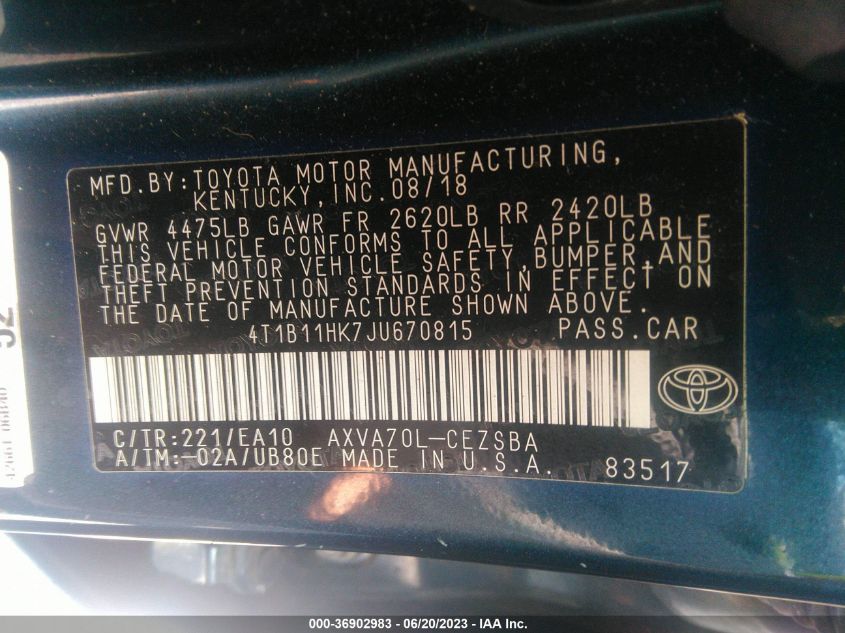 MFD.BY:TOYOTA MOTOR MANUFACTURING,
KENTUCKY,INC.08/18
GVWR 4475LB GAWR FR 2620LB RR 2420LB
THIS VEHICLE CONFORMS TO ALL APPLICABLE
FEDERAL MOTOR VEHICLE SAFETY,BUMPER,AND
THEFT PREVENTION STANDARDS IN EFFECT ON
THE DATE OF MANUFACTURE SHOWN ABOVE.
4T1B11HK7JU670815 PASS.CAR
C/TR:221/EA10 AXVA70L-CEZSBA
A/TM:-02A/UB80E MADE IN U.S.A. 83517
000-36902983 / 06/20/2023 - IAA Inc.